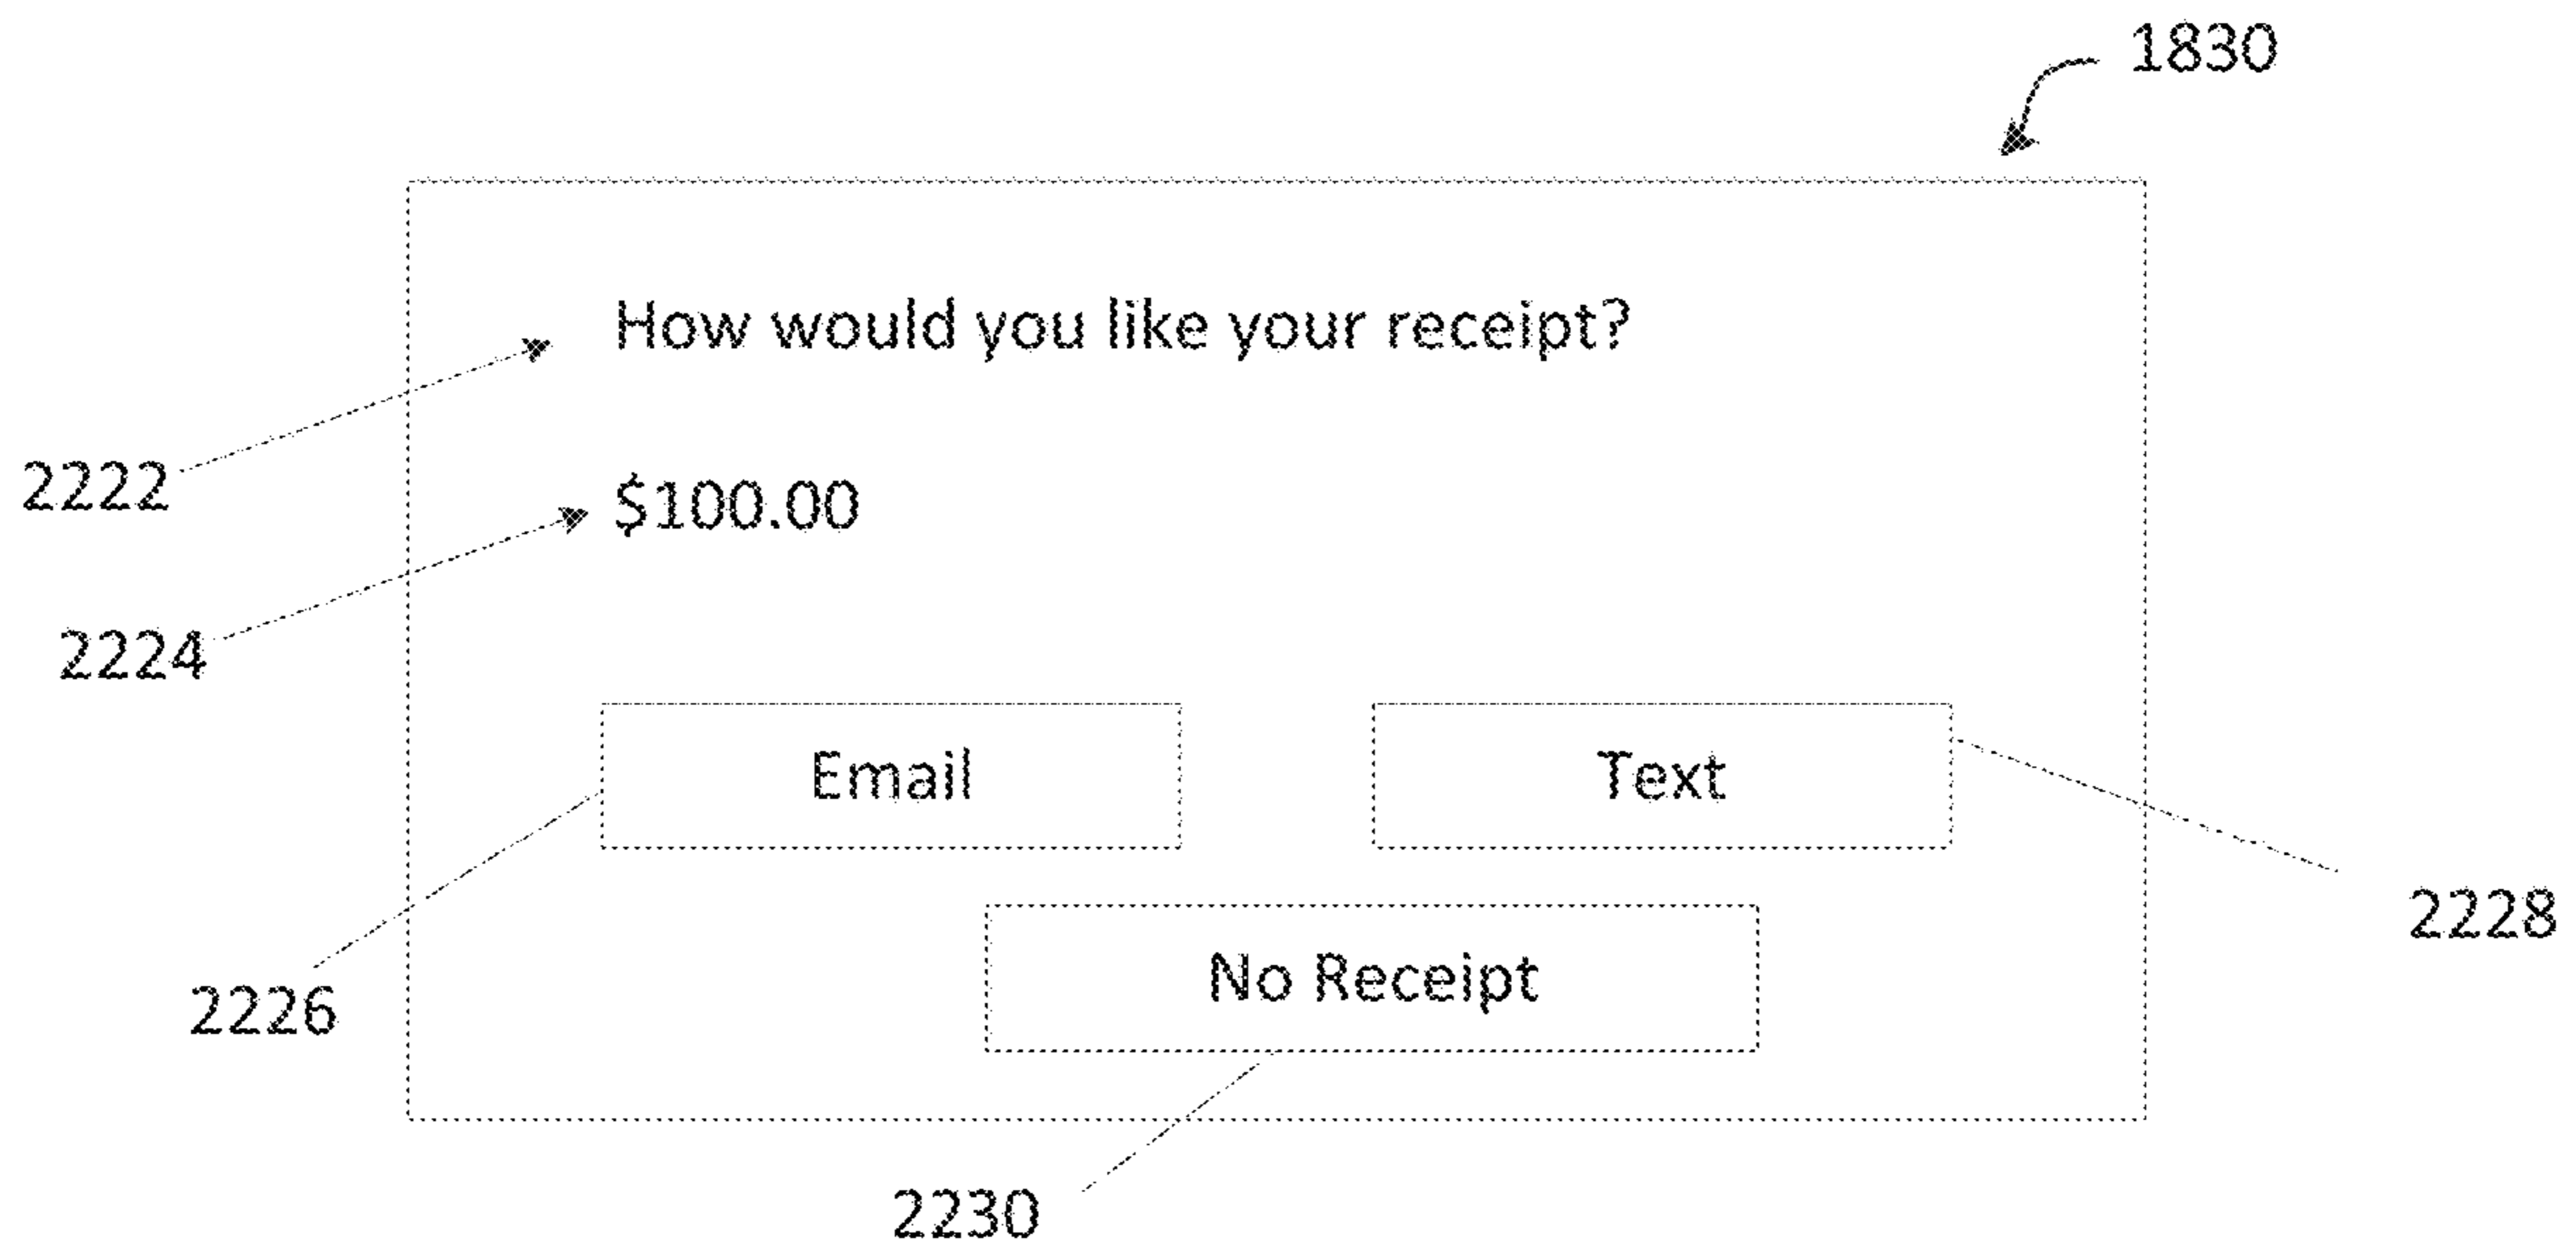 1830
How would you like your receipt?
2222
$100.00
2224
Email
Text
2228
No Receipt
2226
2230